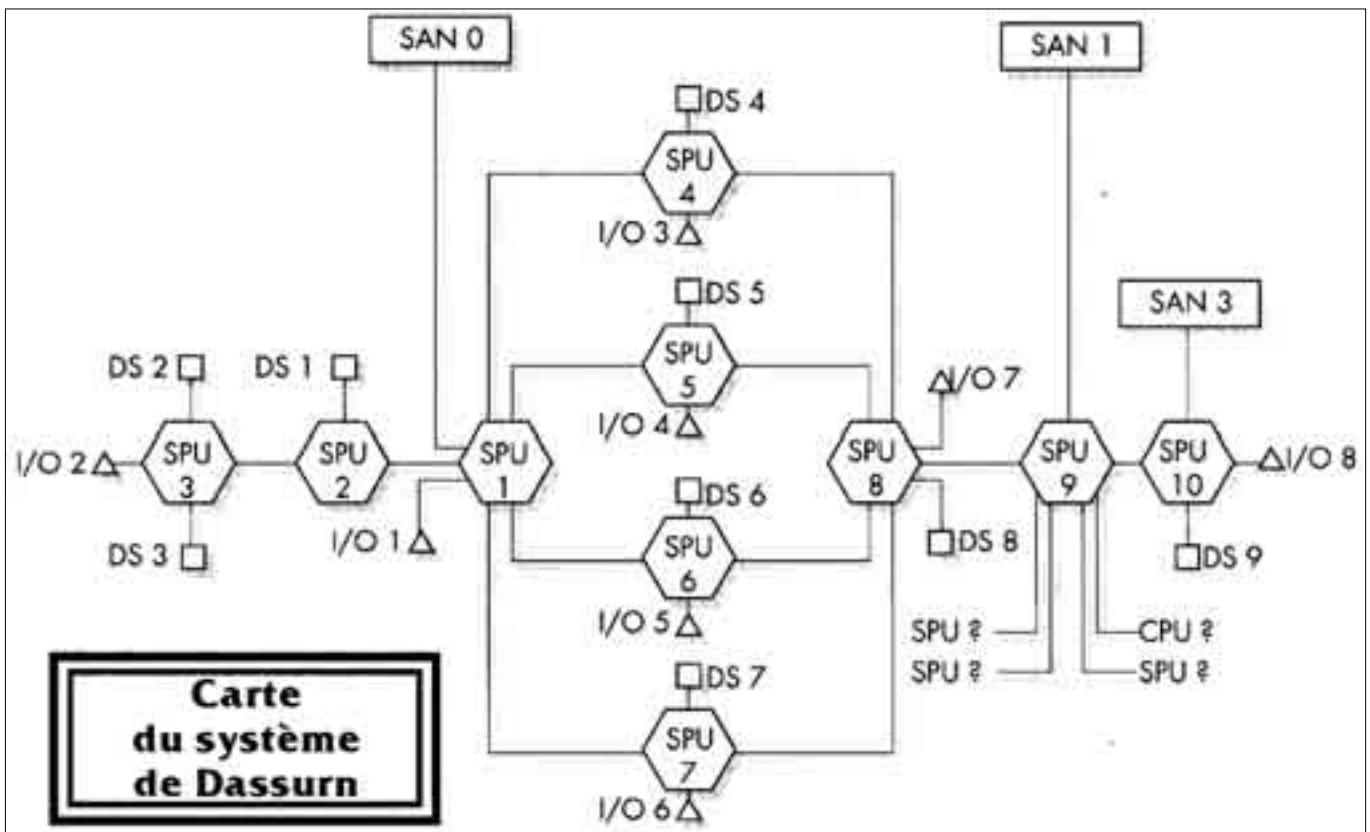 SAN 0
SAN 1
DS 4
SPU
4
I/O 3
DS 5
SAN 3
SPU
5
I/O 4
DS 2
DS 1
I/O 7
I/O 2
SPU
3
SPU
2
SPU
1
SPU
8
SPU
9
SPU
10
I/O 8
DS 3
I/O 1
DS 6
SPU
6
I/O 5
DS 8
DS 9
SPU ?
CPU ?
SPU ?
SPU ?
DS 7
SPU
7
I/O 6
Carte
du système
de Dassurn